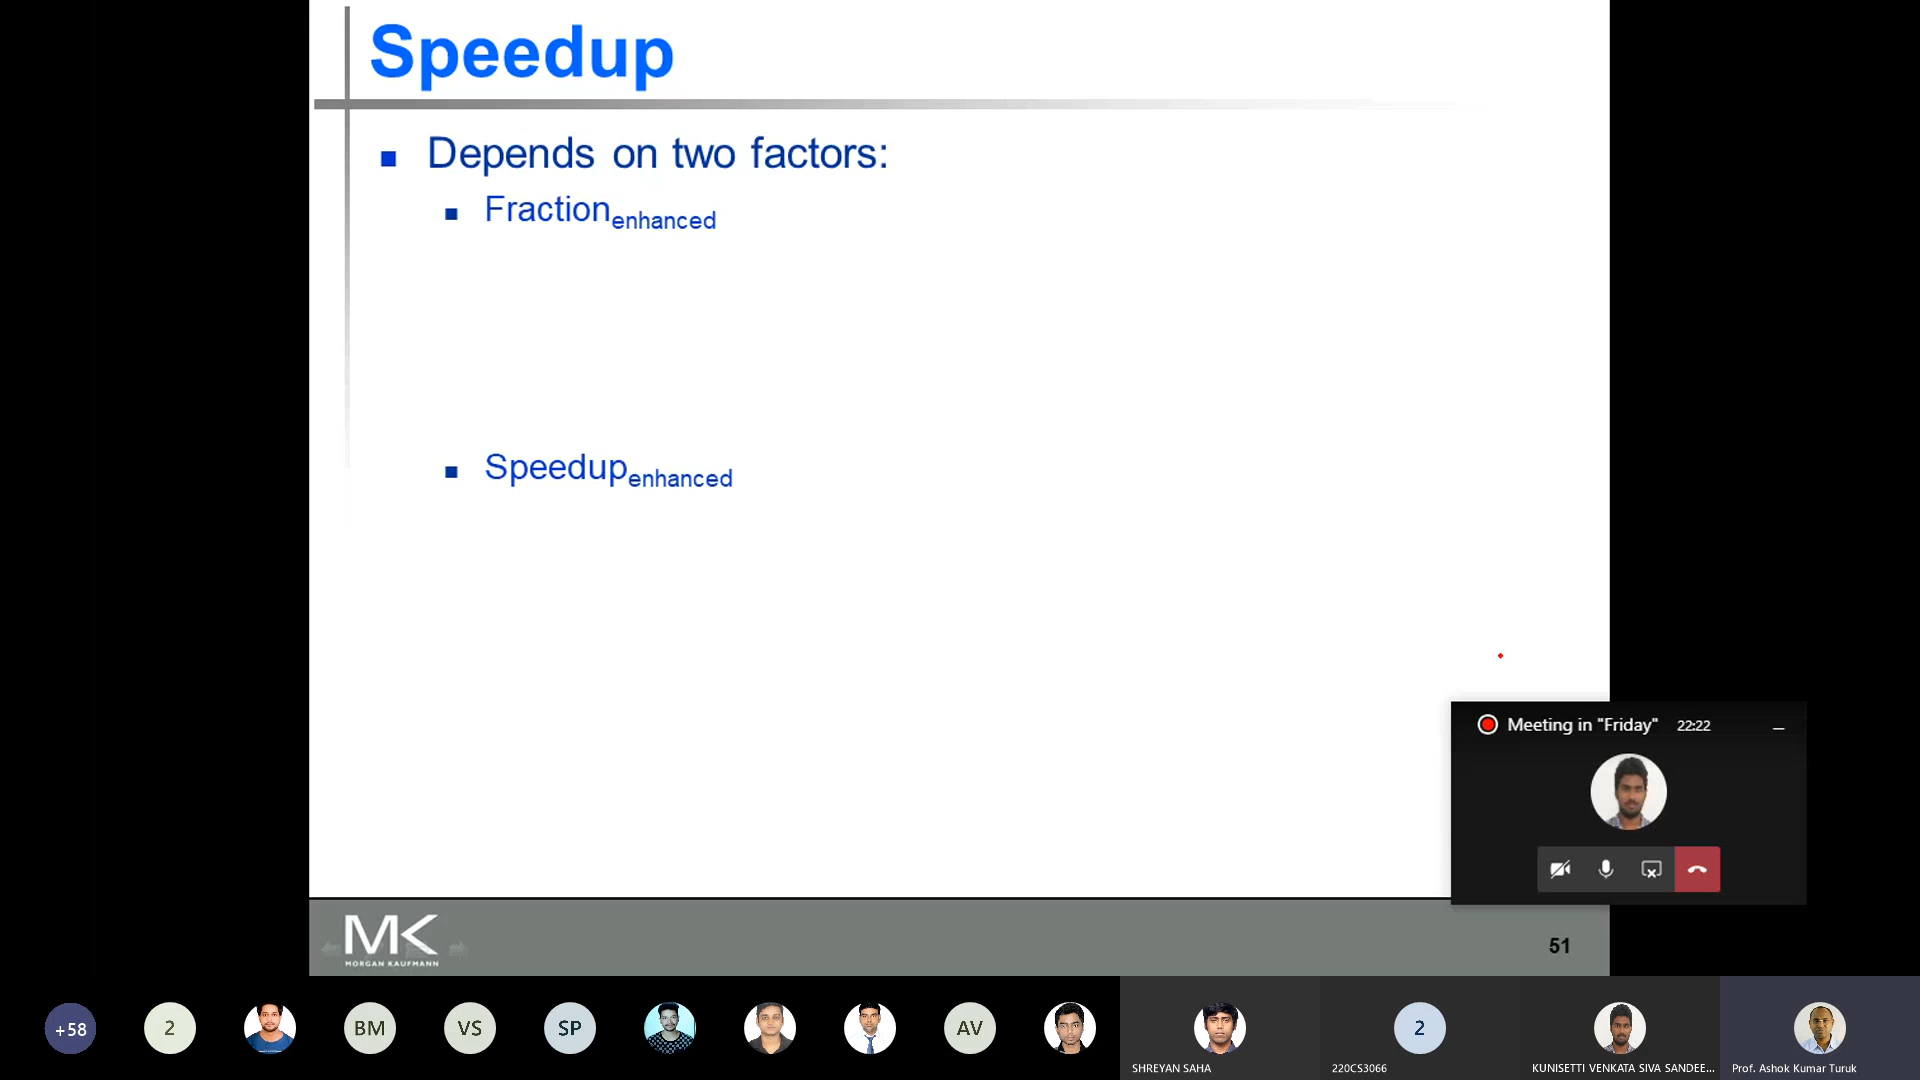 Speedup
Depends on two factors:
Fractionenhanced
Speedupenhanced
Meeting in "Friday" 22:22
MK
MORGAN KAUFMANN
51
+58
2
BM
VS
SP
AV
2
SHREYAN SAHA
220CS3066
KUNISETTI VENKATA SIVA SANDEE...
Prof. Ashok Kumar Turuk